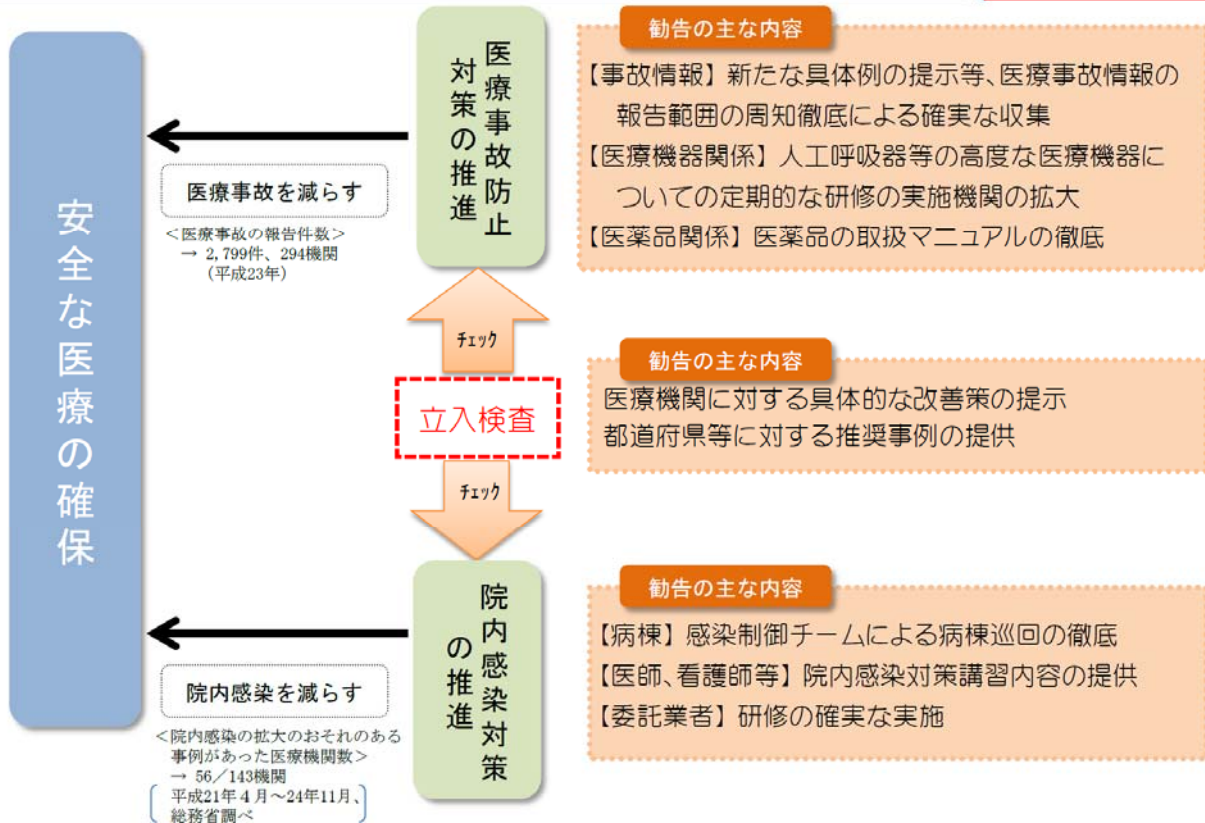 安全な医療の確保
医療事故防止
対策の推進
医療事故を減らす
＜医療事故の報告件数＞
→ 2,799件、294機関
（平成23年）
勧告の主な内容
【事故情報】新たな具体例の提示等、医療事故情報の
報告範囲の周知徹底による確実な収集
【医療機器関係】人工呼吸器等の高度な医療機器に
ついての定期的な研修の実施機関の拡大
【医薬品関係】医薬品の取扱マニュアルの徹底
チェック
立入検査
チェック
勧告の主な内容
医療機関に対する具体的な改善策の提示
都道府県等に対する推奨事例の提供
院内感染対策
の推進
院内感染を減らす
＜院内感染の拡大のおそれのある
事例があった医療機関数＞
→ 56／143機関
平成21年４月～24年11月、
総務省調べ
勧告の主な内容
【病棟】感染制御チームによる病棟巡回の徹底
【医師、看護師等】院内感染対策講習内容の提供
【委託業者】研修の確実な実施